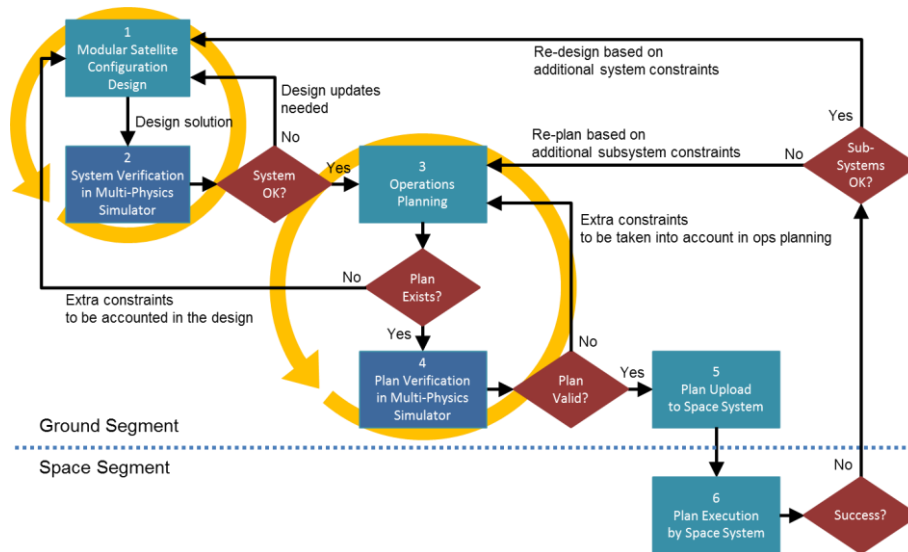 1
Modular Satellite
Configuration
Design
Design solution
2
System Verification
in Multi-Physics
Simulator
System
OK?
No
Design updates
needed
Yes
3
Operations
Planning
Plan
Exists?
No
Extra constraints
to be accounted in the design
Yes
4
Plan Verification
in Multi-Physics
Simulator
Plan
Valid?
No
Extra constraints
to be taken into account in ops planning
Yes
5
Plan Upload
to Space System
6
Plan Execution
by Space System
Success?
No
Sub-
Systems
OK?
No
Re-plan based on
additional subsystem constraints
Yes
Re-design based on
additional system constraints
Ground Segment
Space Segment